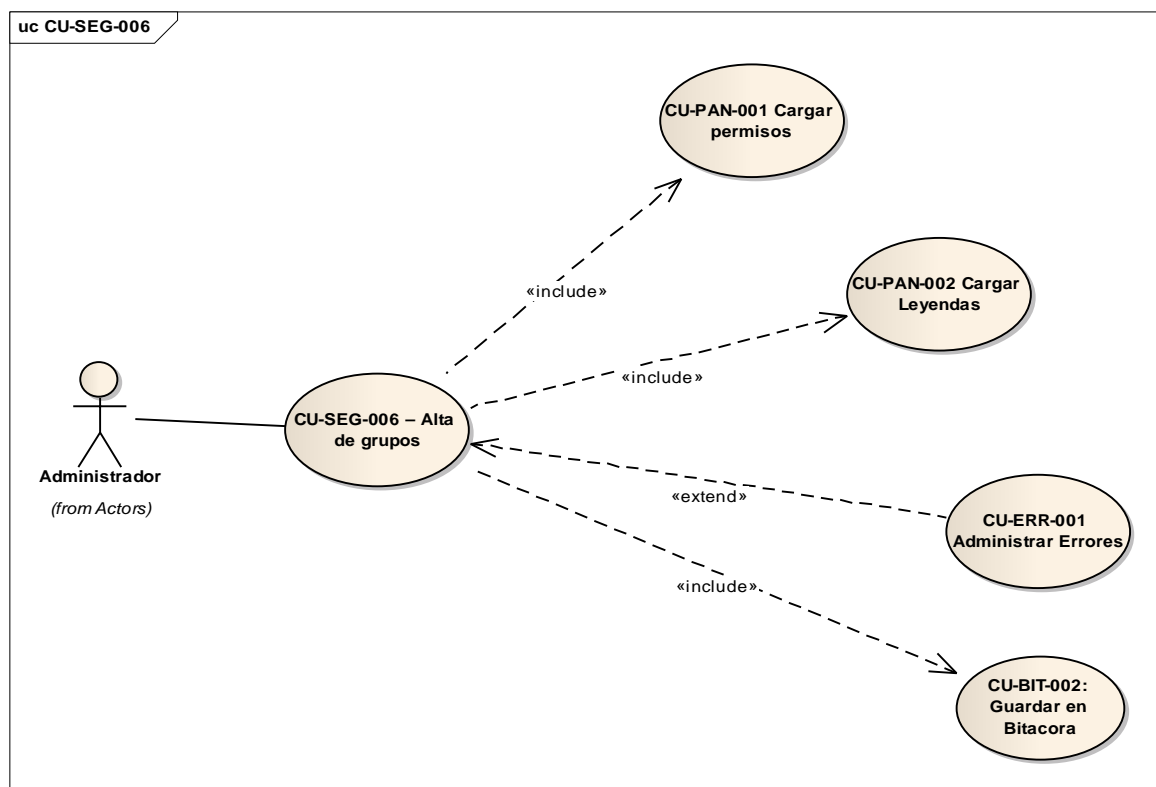 uc CU-SEG-006
CU-PAN-001 Cargar
permisos
«include»
CU-PAN-002 Cargar
Leyendas
«include»
CU-SEG-006 – Alta
de grupos
Administrador
(from Actors)
«extend»
CU-ERR-001
Administrar Errores
«include»
CU-BIT-002:
Guardar en
Bitacora